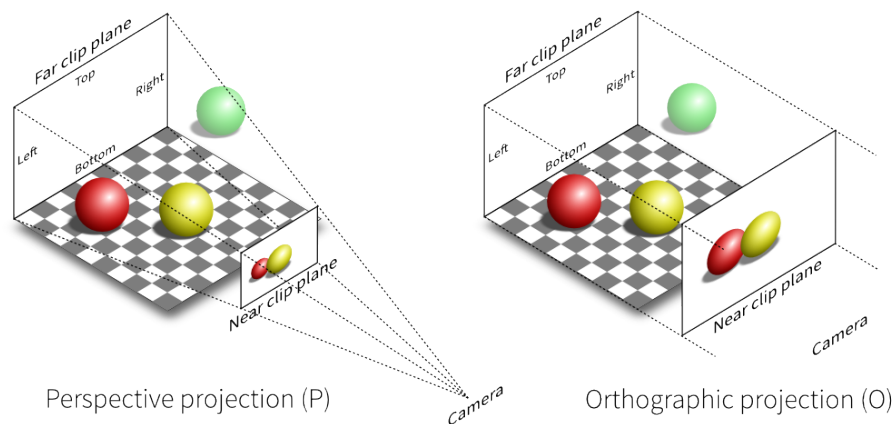 Far clip plane
Top
Right
Left
Bottom
Near clip plane
Camera
Perspective projection (P)
Far clip plane
Top
Right
Left
Bottom
Near clip plane
Camera
Orthographic projection (O)